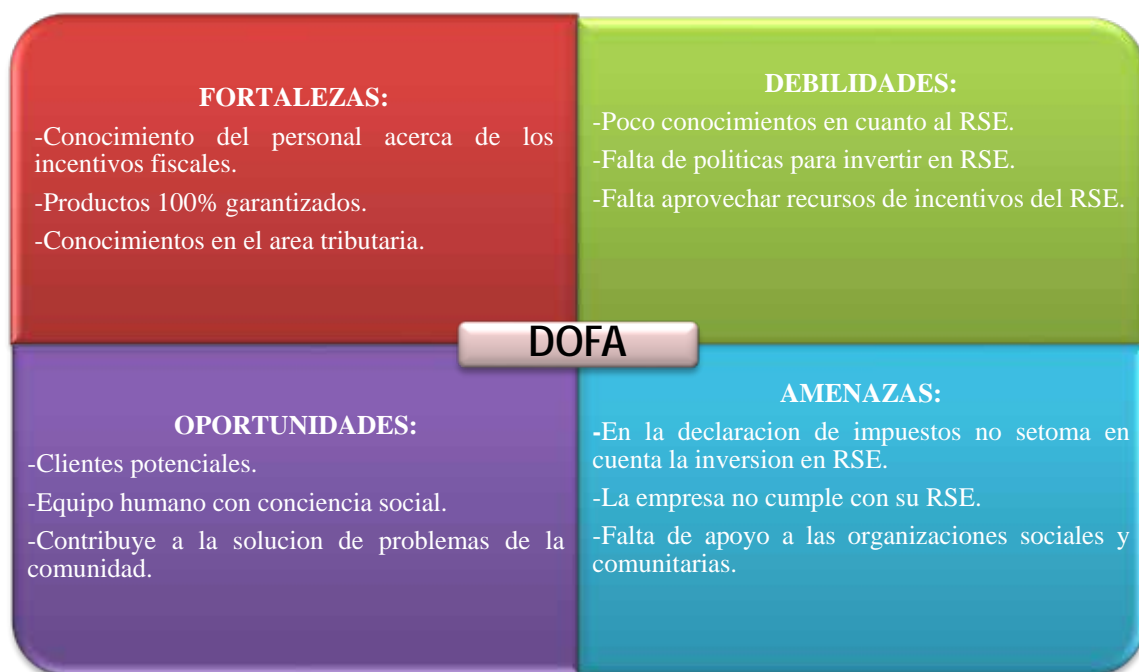 FORTALEZAS:
-Conocimiento del personal acerca de los
incentivos fiscales.
-Productos 100% garantizados.
-Conocimientos en el area tributaria.
DEBILIDADES:
-Poco conocimientos en cuanto al RSE.
-Falta de politicas para invertir en RSE.
-Falta aprovechar recursos de incentivos del RSE.
DOFA
OPORTUNIDADES:
-Clientes potenciales.
-Equipo humano con conciencia social.
-Contribuye a la solucion de problemas de la
comunidad.
AMENAZAS:
-En la declaracion de impuestos no setoma en
cuenta la inversion en RSE.
-La empresa no cumple con su RSE.
-Falta de apoyo a las organizaciones sociales y
comunitarias.